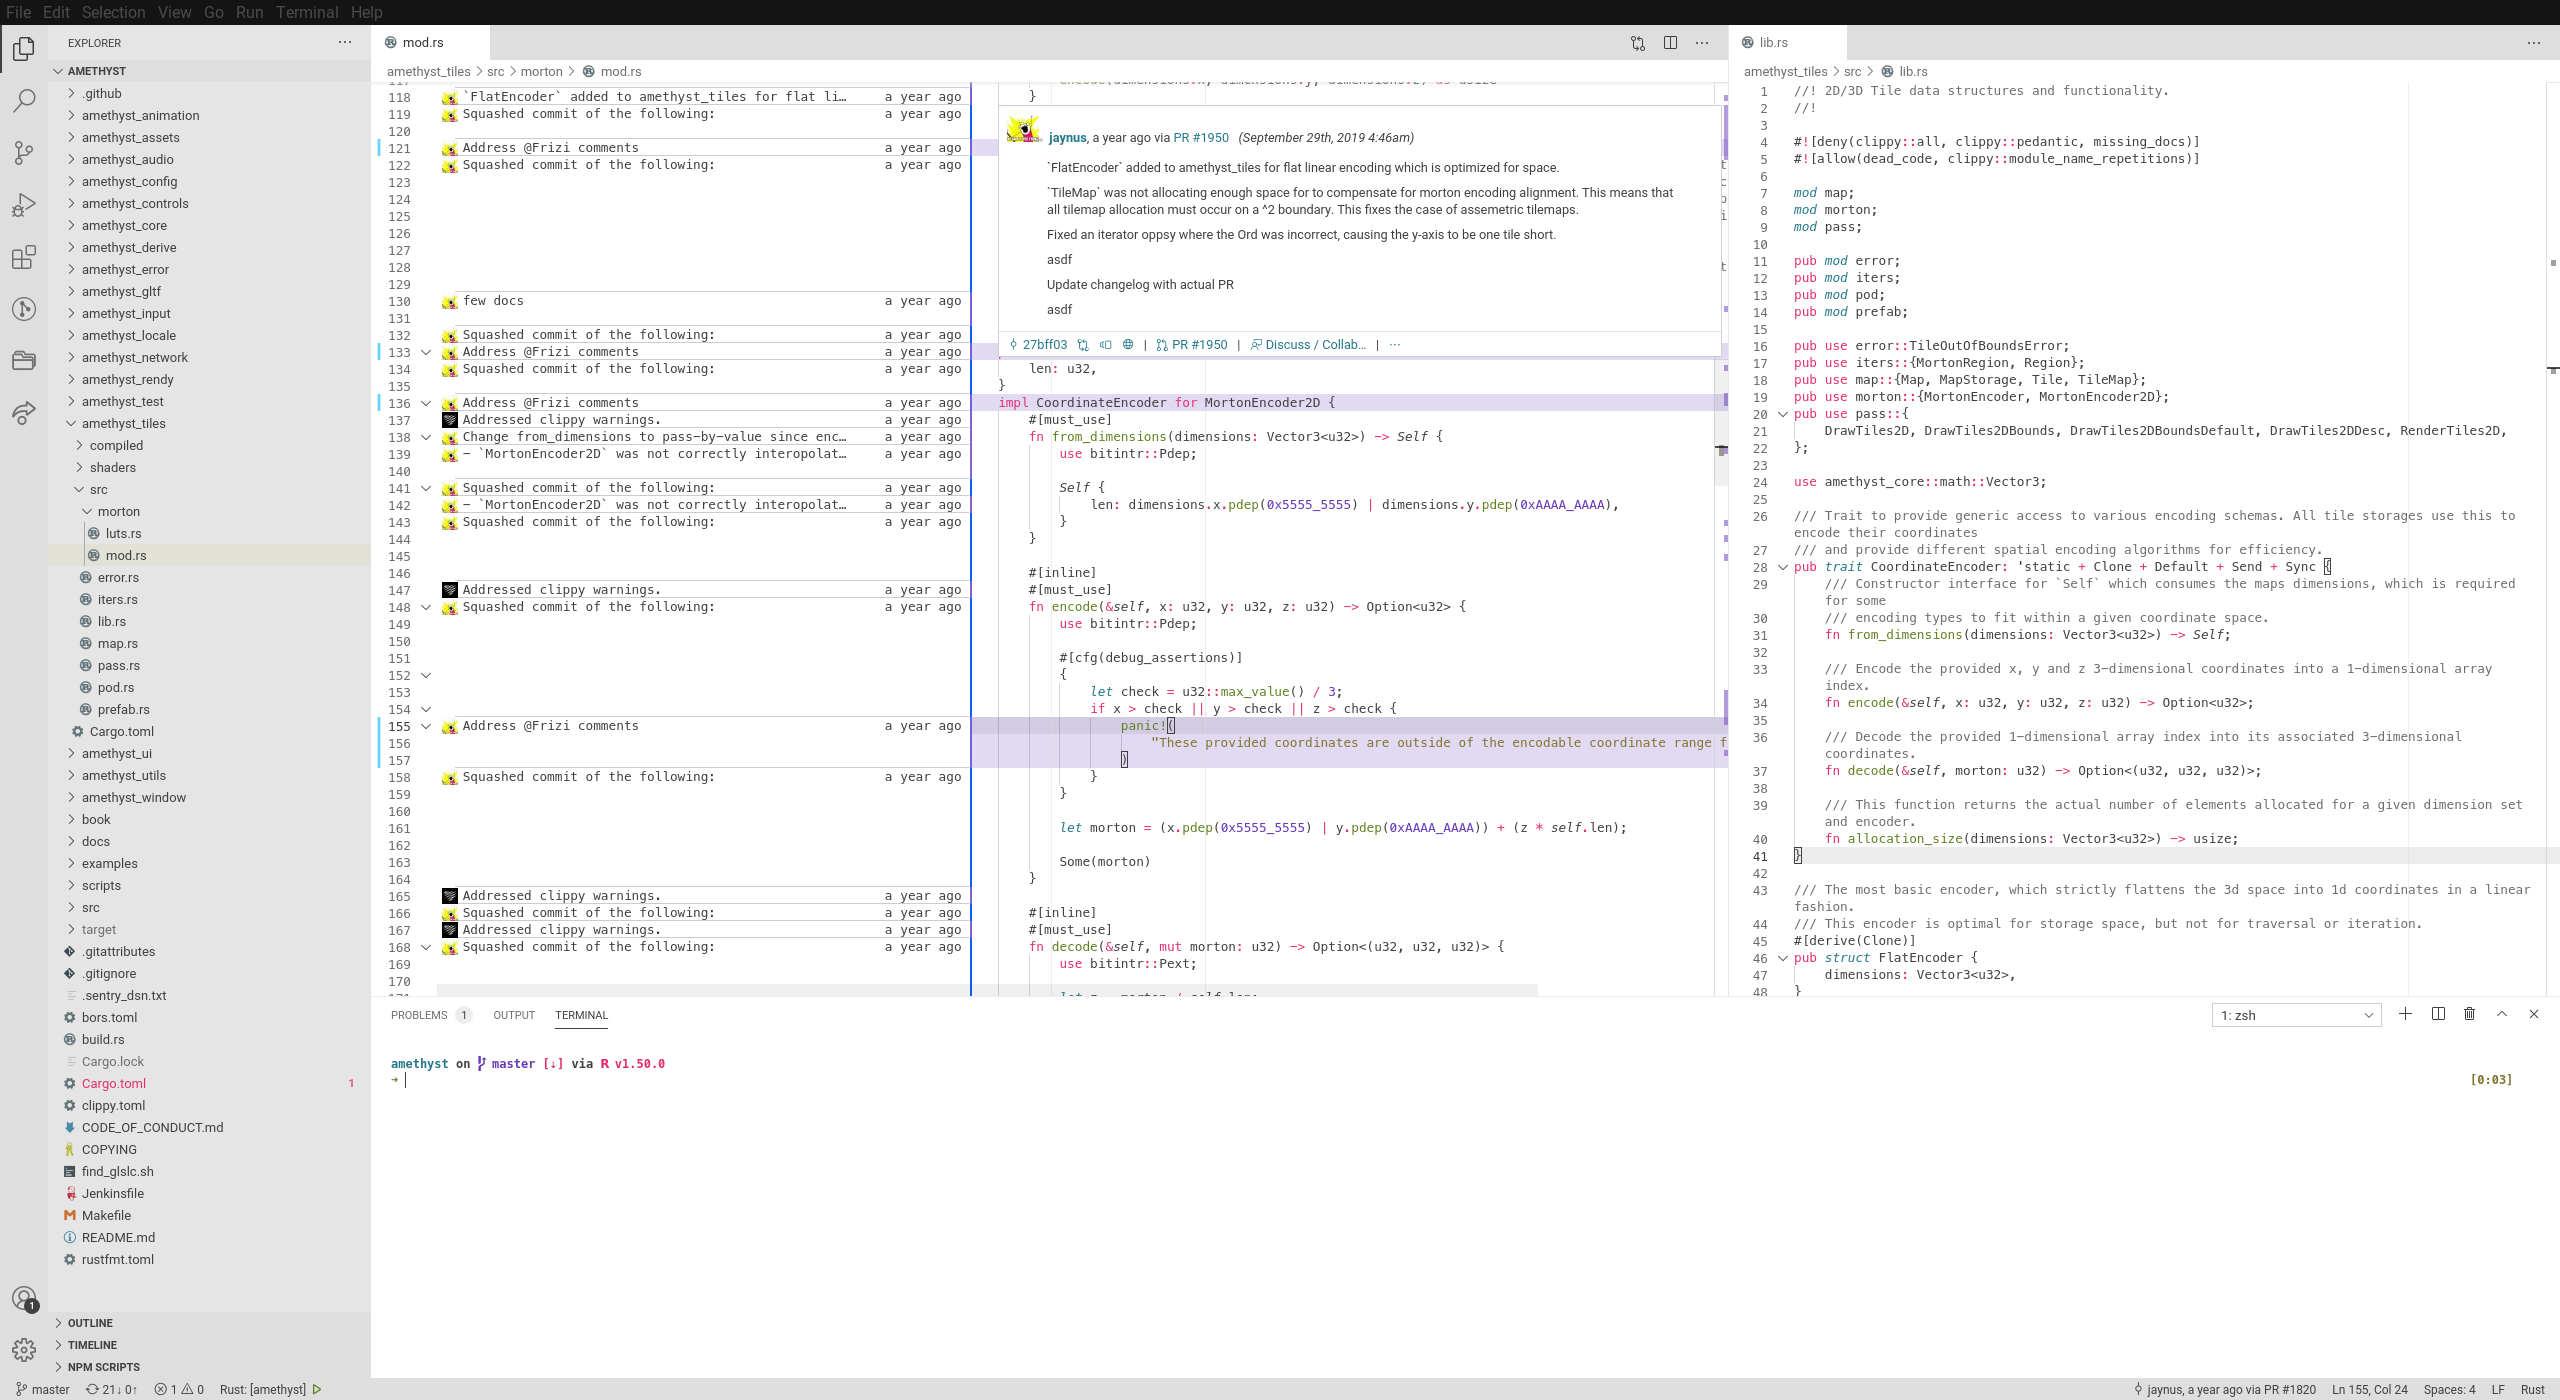 File Edit Selection View Go Run Terminal Help
EXPLORER ···
AMETHYST
.github
amethyst_animation
amethyst_assets
amethyst_audio
amethyst_config
amethyst_controls
amethyst_core
amethyst_derive
amethyst_error
amethyst_gltf
amethyst_input
amethyst_locale
amethyst_network
amethyst_rendy
amethyst_test
amethyst_tiles
compiled
shaders
src
morton
luts.rs
mod.rs
error.rs
iters.rs
lib.rs
map.rs
pass.rs
pod.rs
prefab.rs
Cargo.toml
amethyst_ui
amethyst_utils
amethyst_window
book
docs
examples
scripts
src
target
.gitattributes
.gitignore
.sentry_dsn.txt
bors.toml
build.rs
Cargo.lock
Cargo.toml 1
clippy.toml
CODE_OF_CONDUCT.md
COPYING
find_glslc.sh
Jenkinsfile
Makefile
README.md
rustfmt.toml
1
OUTLINE
TIMELINE
NPM SCRIPTS
mod.rs
amethyst_tiles > src > morton > mod.rs
118 `FlatEncoder` added to amethyst_tiles for flat li… a year ago }
119 Squashed commit of the following: a year ago
120
121 Address @Frizi comments a year ago
122 Squashed commit of the following: a year ago
123
124
125
126
127
128
129
130 few docs a year ago
131
132 Squashed commit of the following: a year ago
133 Address @Frizi comments a year ago
jaynus, a year ago via PR #1950 (September 29th, 2019 4:46am)
`FlatEncoder` added to amethyst_tiles for flat linear encoding which is optimized for space.
`TileMap` was not allocating enough space for to compensate for morton encoding alignment. This means that
all tilemap allocation must occur on a ^2 boundary. This fixes the case of assemetric tilemaps.
Fixed an iterator oppsy where the Ord was incorrect, causing the y-axis to be one tile short.
asdf
Update changelog with actual PR
asdf
27bff03 | PR #1950 | Discuss / Collab… | ···
134 Squashed commit of the following: a year ago len: u32,
135 }
136 Address @Frizi comments a year ago impl CoordinateEncoder for MortonEncoder2D {
137 Addressed clippy warnings. a year ago #[must_use]
138 Change from_dimensions to pass-by-value since enc… a year ago fn from_dimensions(dimensions: Vector3<u32>) -> Self {
139 - `MortonEncoder2D` was not correctly interopolat… a year ago use bitintr::Pdep;
140
141 Squashed commit of the following: a year ago Self {
142 - `MortonEncoder2D` was not correctly interopolat… a year ago len: dimensions.x.pdep(0x5555_5555) | dimensions.y.pdep(0xAAAA_AAAA),
143 Squashed commit of the following: a year ago }
144 }
145
146 #[inline]
147 Addressed clippy warnings. a year ago #[must_use]
148 Squashed commit of the following: a year ago fn encode(&self, x: u32, y: u32, z: u32) -> Option<u32> {
149 use bitintr::Pdep;
150
151 #[cfg(debug_assertions)]
152 {
153 let check = u32::max_value() / 3;
154 if x > check || y > check || z > check {
155 Address @Frizi comments a year ago panic!(
156 "These provided coordinates are outside of the encodable coordinate range f
157 )
158 Squashed commit of the following: a year ago }
159 }
160
161 let morton = (x.pdep(0x5555_5555) | y.pdep(0xAAAA_AAAA)) + (z * self.len);
162
163 Some(morton)
164 }
165 Addressed clippy warnings. a year ago
166 Squashed commit of the following: a year ago #[inline]
167 Addressed clippy warnings. a year ago #[must_use]
168 Squashed commit of the following: a year ago fn decode(&self, mut morton: u32) -> Option<(u32, u32, u32)> {
169 use bitintr::Pext;
170
lib.rs ···
amethyst_tiles > src > lib.rs
1 //! 2D/3D Tile data structures and functionality.
2 //!
3
4 #![deny(clippy::all, clippy::pedantic, missing_docs)]
5 #![allow(dead_code, clippy::module_name_repetitions)]
6
7 mod map;
8 mod morton;
9 mod pass;
10
11 pub mod error;
12 pub mod iters;
13 pub mod pod;
14 pub mod prefab;
15
16 pub use error::TileOutOfBoundsError;
17 pub use iters::{MortonRegion, Region};
18 pub use map::{Map, MapStorage, Tile, TileMap};
19 pub use morton::{MortonEncoder, MortonEncoder2D};
20 pub use pass::{
21 DrawTiles2D, DrawTiles2DBounds, DrawTiles2DBoundsDefault, DrawTiles2DDesc, RenderTiles2D,
22 };
23
24 use amethyst_core::math::Vector3;
25
26 /// Trait to provide generic access to various encoding schemas. All tile storages use this to
encode their coordinates
27 /// and provide different spatial encoding algorithms for efficiency.
28 pub trait CoordinateEncoder: 'static + Clone + Default + Send + Sync {
29 /// Constructor interface for `Self` which consumes the maps dimensions, which is required
for some
30 /// encoding types to fit within a given coordinate space.
31 fn from_dimensions(dimensions: Vector3<u32>) -> Self;
32
33 /// Encode the provided x, y and z 3-dimensional coordinates into a 1-dimensional array
index.
34 fn encode(&self, x: u32, y: u32, z: u32) -> Option<u32>;
35
36 /// Decode the provided 1-dimensional array index into its associated 3-dimensional
coordinates.
37 fn decode(&self, morton: u32) -> Option<(u32, u32, u32)>;
38
39 /// This function returns the actual number of elements allocated for a given dimension set
and encoder.
40 fn allocation_size(dimensions: Vector3<u32>) -> usize;
41 }
42
43 /// The most basic encoder, which strictly flattens the 3d space into 1d coordinates in a linear
fashion.
44 /// This encoder is optimal for storage space, but not for traversal or iteration.
45 #[derive(Clone)]
46 pub struct FlatEncoder {
47 dimensions: Vector3<u32>,
48 }
PROBLEMS 1 OUTPUT TERMINAL 1: zsh
amethyst on master [↓] via R v1.50.0
➜ [0:03]
master 21↓ 0↑ 1 0 Rust: [amethyst] jaynus, a year ago via PR #1820 Ln 155, Col 24 Spaces: 4 LF Rust